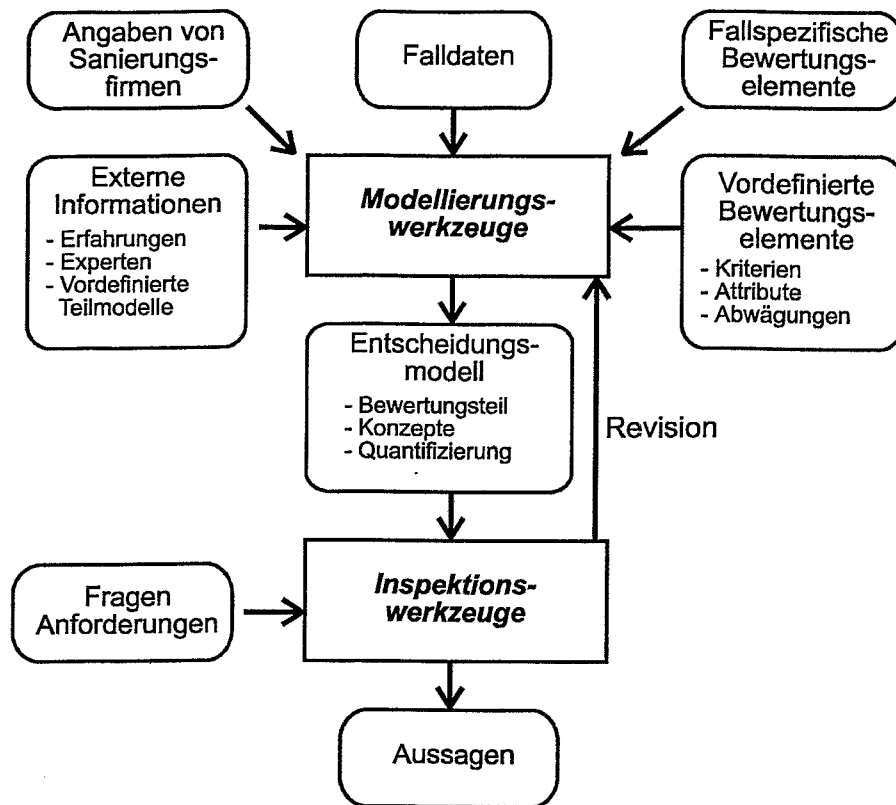 Angaben von
Sanierungs-
firmen
Falldaten
Fallspezifische
Bewertungs-
elemente
Externe
Informationen
- Erfahrungen
- Experten
- Vordefinierte
Teilmodelle
Modellierungs-
werkzeuge
Vordefinierte
Bewertungs-
elemente
- Kriterien
- Attribute
- Abwägungen
Entscheidungs-
modell
- Bewertungsteil
- Konzepte
- Quantifizierung
Revision
Fragen
Anforderungen
Inspektions-
werkzeuge
Aussagen